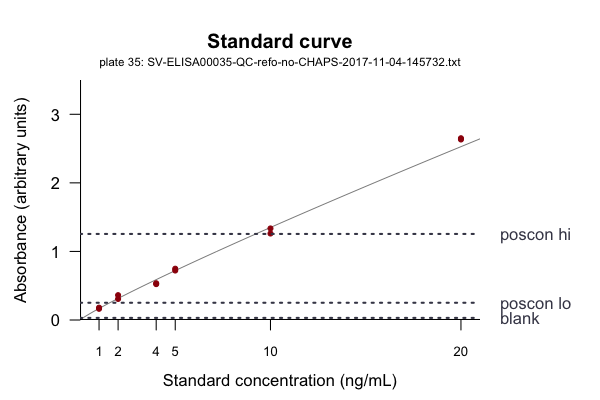 Standard curve
plate 35: SV-ELISA00035-QC-refo-no-CHAPS-2017-11-04-145732.txt
Absorbance (arbitrary units)
3
2
1
0
poscon hi
poscon lo
blank
1 2 4 5 10 20
Standard concentration (ng/mL)